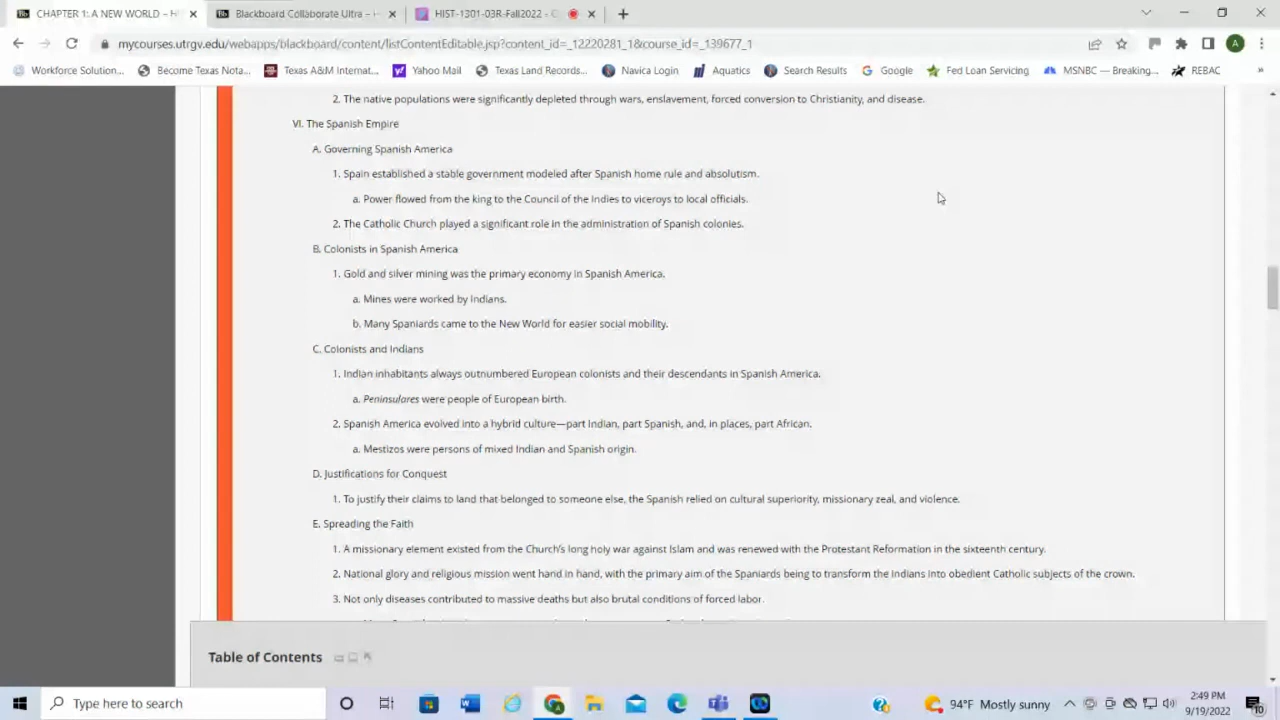 CHAPTER 1: A NEW WORLD – H
Blackboard Collaborate Ultra –
HIST-1301-03R-Fall2022 -
mycourses.utrgv.edu/webapps/blackboard/content/listContentEditable.jsp?content_id=_12220281_1&course_id=_139677_1
A
Workforce Solution... Become Texas Nota... Texas A&M Internat... Yahoo Mail Texas Land Records... Navica Login Aquatics Search Results Google Fed Loan Servicing MSNBC — Breaking... REBAC »
2. The native populations were significantly depleted through wars, enslavement, forced conversion to Christianity, and disease.
VI. The Spanish Empire
A. Governing Spanish America
1. Spain established a stable government modeled after Spanish home rule and absolutism.
a. Power flowed from the king to the Council of the Indies to viceroys to local officials.
2. The Catholic Church played a significant role in the administration of Spanish colonies.
B. Colonists in Spanish America
1. Gold and silver mining was the primary economy in Spanish America.
a. Mines were worked by Indians.
b. Many Spaniards came to the New World for easier social mobility.
C. Colonists and Indians
1. Indian inhabitants always outnumbered European colonists and their descendants in Spanish America.
a. Peninsulares were people of European birth.
2. Spanish America evolved into a hybrid culture—part Indian, part Spanish, and, in places, part African.
a. Mestizos were persons of mixed Indian and Spanish origin.
D. Justifications for Conquest
1. To justify their claims to land that belonged to someone else, the Spanish relied on cultural superiority, missionary zeal, and violence.
E. Spreading the Faith
1. A missionary element existed from the Church's long holy war against Islam and was renewed with the Protestant Reformation in the sixteenth century.
2. National glory and religious mission went hand in hand, with the primary aim of the Spaniards being to transform the Indians into obedient Catholic subjects of the crown.
3. Not only diseases contributed to massive deaths but also brutal conditions of forced labor.
Table of Contents
Type here to search
94°F Mostly sunny
2:49 PM
9/19/2022
10